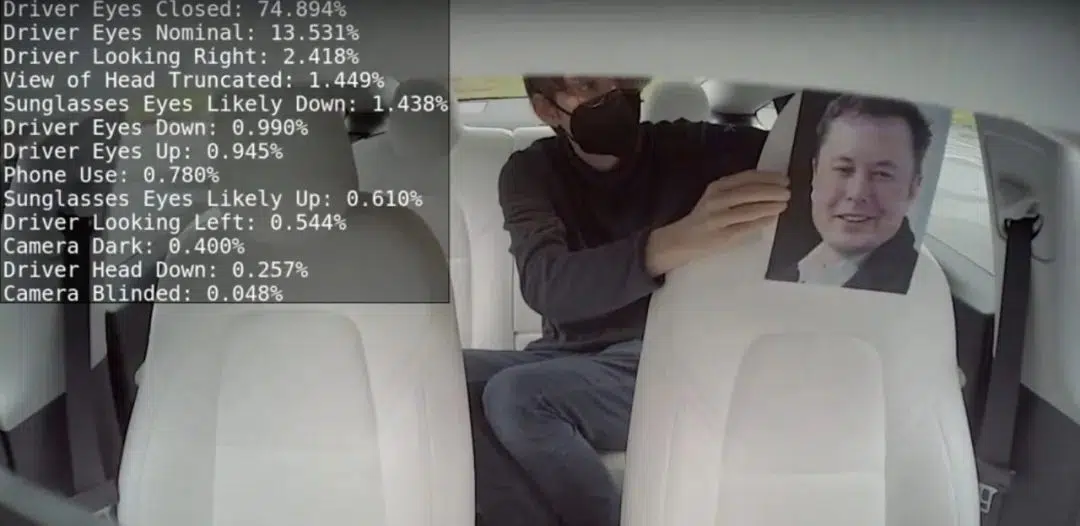 Driver Eyes Closed: 74.894%
Driver Eyes Nominal: 13.531%
Driver Looking Right: 2.418%
View of Head Truncated: 1.449%
Sunglasses Eyes Likely Down: 1.438%
Driver Eyes Down: 0.990%
Driver Eyes Up: 0.945%
Phone Use: 0.780%
Sunglasses Eyes Likely Up: 0.610%
Driver Looking Left: 0.544%
Camera Dark: 0.400%
Driver Head Down: 0.257%
Camera Blinded: 0.048%